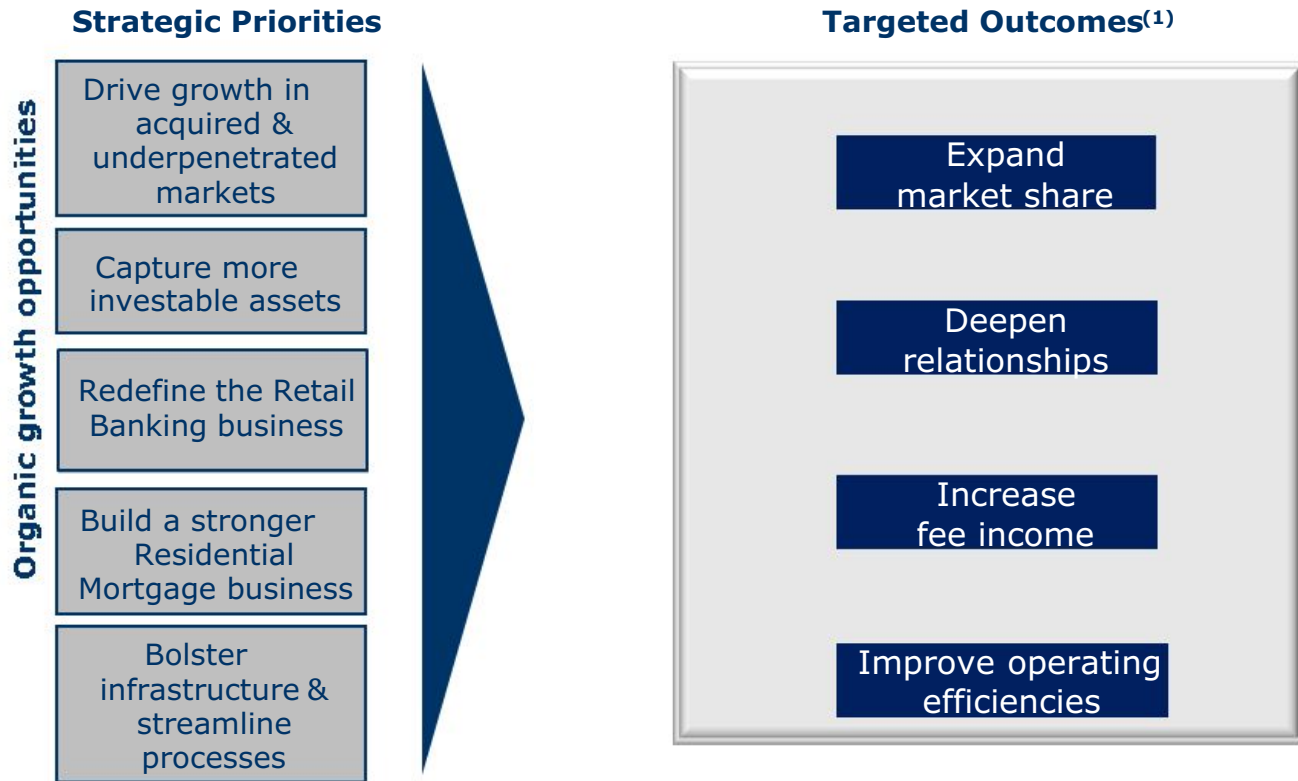 Strategic Priorities
Organic growth opportunities
Drive growth in
acquired &
underpenetrated
markets
Capture more
investable assets
Redefine the Retail
Banking business
Build a stronger
Residential
Mortgage business
Bolster
infrastructure &
streamline
processes
Targeted Outcomes(1)
Expand
market share
Deepen
relationships
Increase
fee income
Improve operating
efficiencies